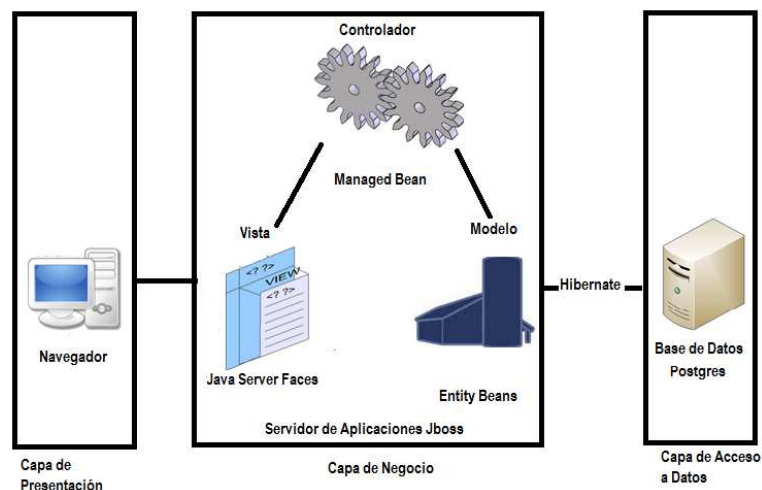 Controlador
Managed Bean
Vista
Modelo
<? ?>
VIEW
<? ?>
Hibernate
Navegador
Java Server Faces
Entity Beans
Base de Datos
Postgres
Servidor de Aplicaciones Jboss
Capa de
Presentación
Capa de Negocio
Capa de Acceso
a Datos